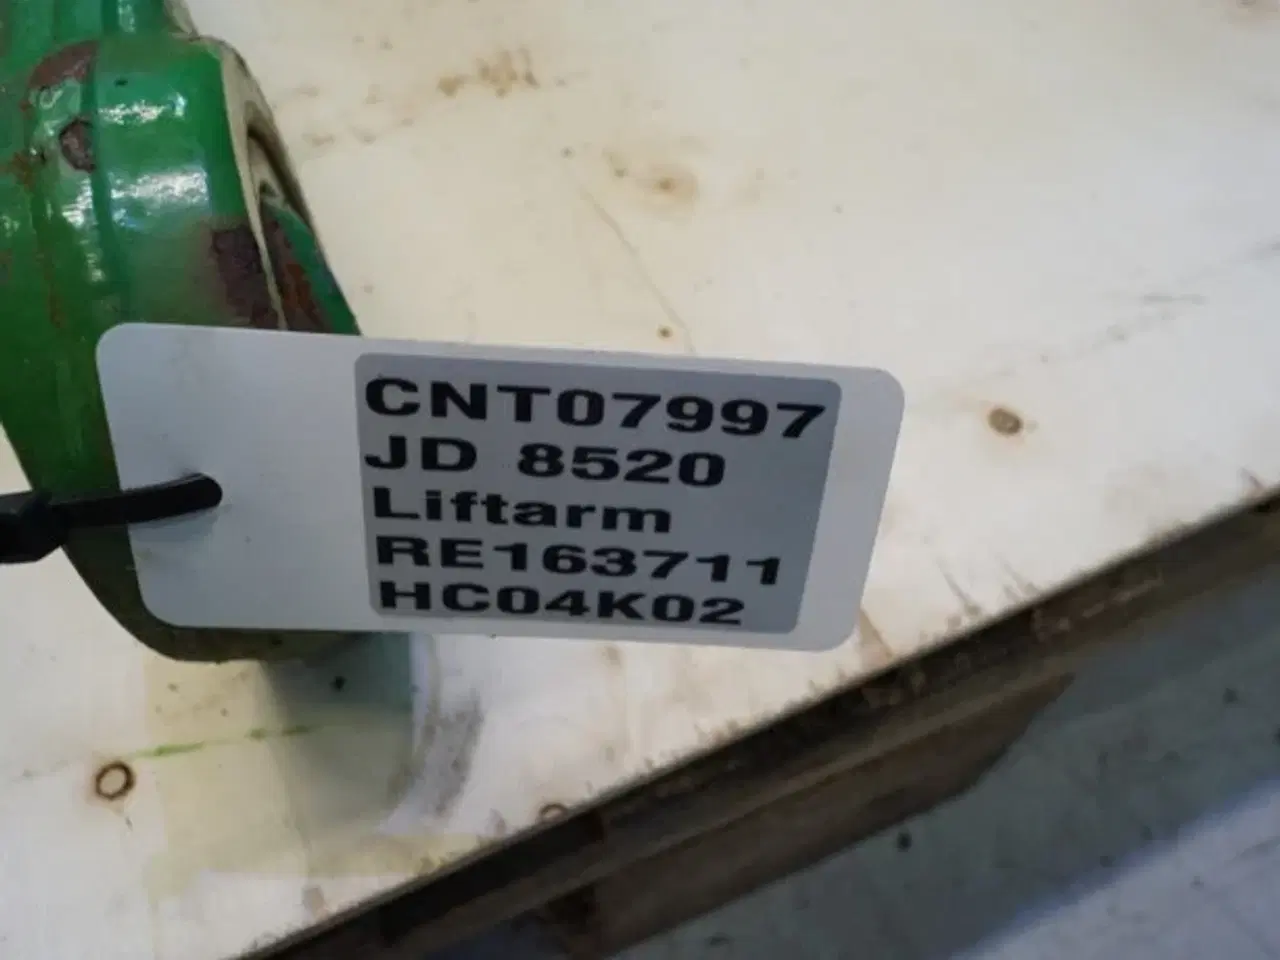 CNT07997
JD 8520
Liftarm
RE163711
HC04K02